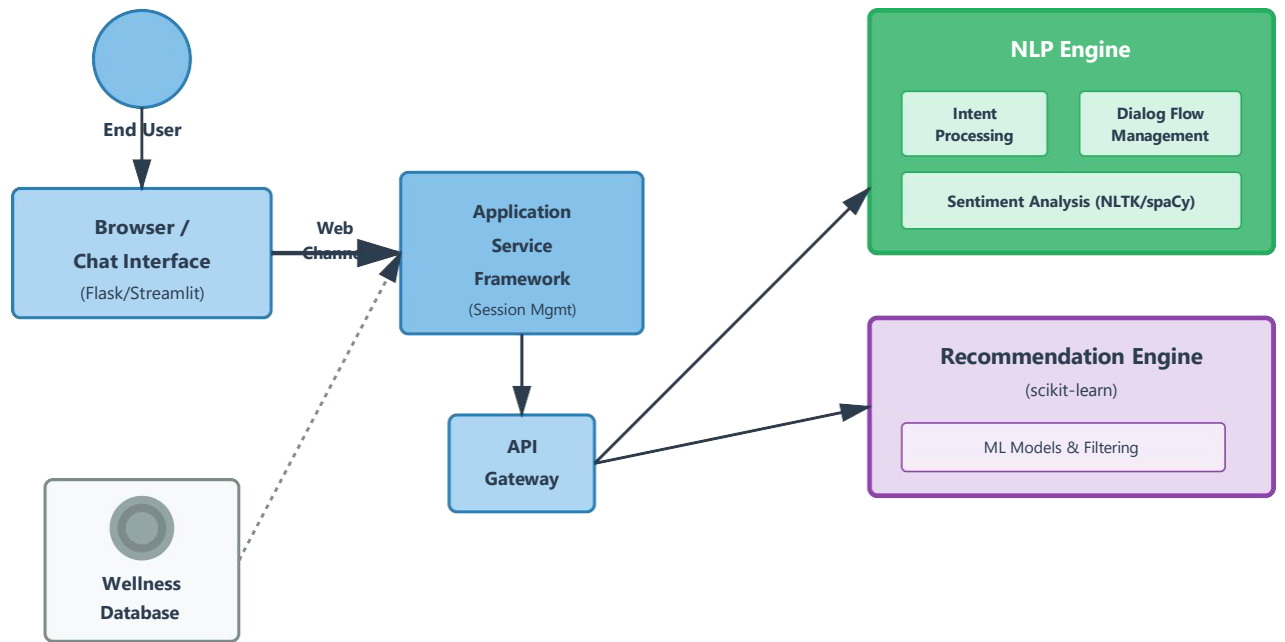 End User
Browser /
Chat Interface
(Flask/Streamlit)
Web
Channel
Application
Service
Framework
(Session Mgmt)
API
Gateway
Wellness
Database
NLP Engine
Intent
Processing
Dialog Flow
Management
Sentiment Analysis (NLTK/spaCy)
Recommendation Engine
(scikit-learn)
ML Models & Filtering